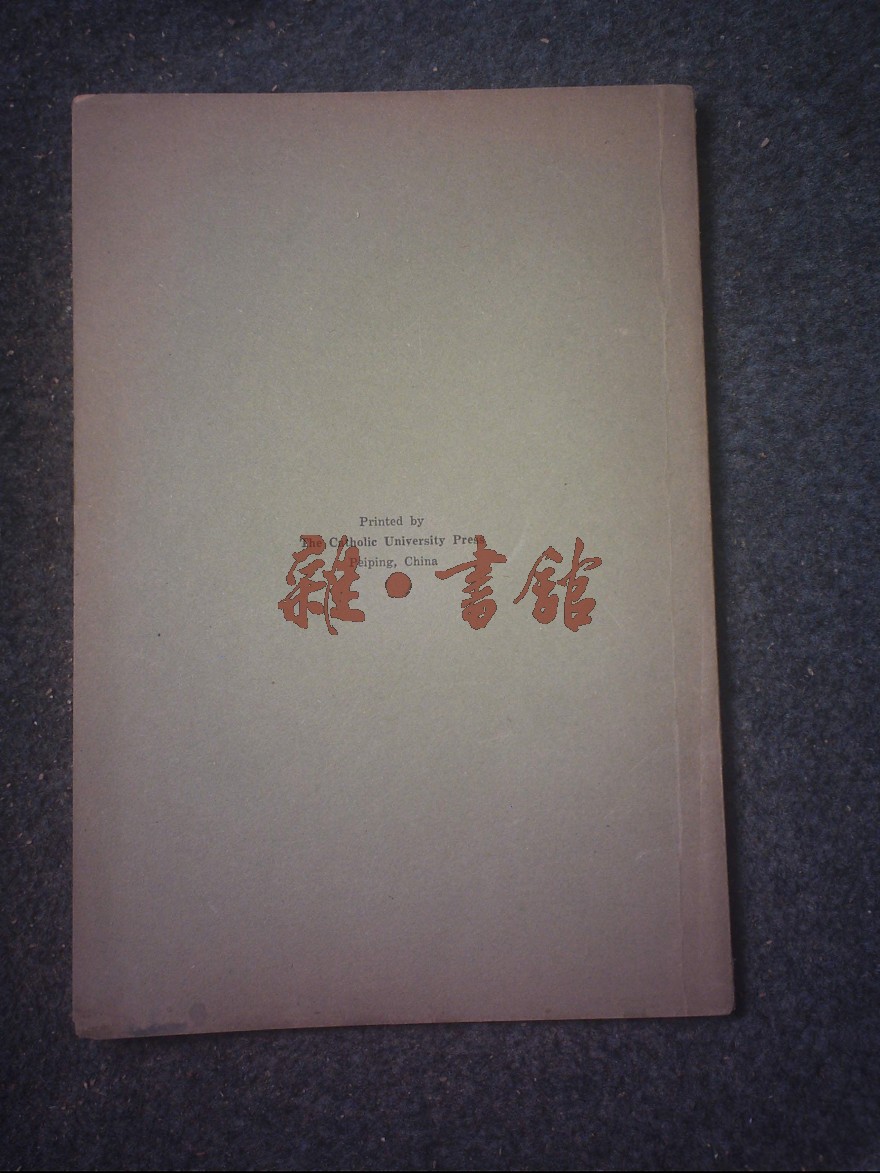 Printed by
The Catholic University Press
Peiping, China
雜·書館